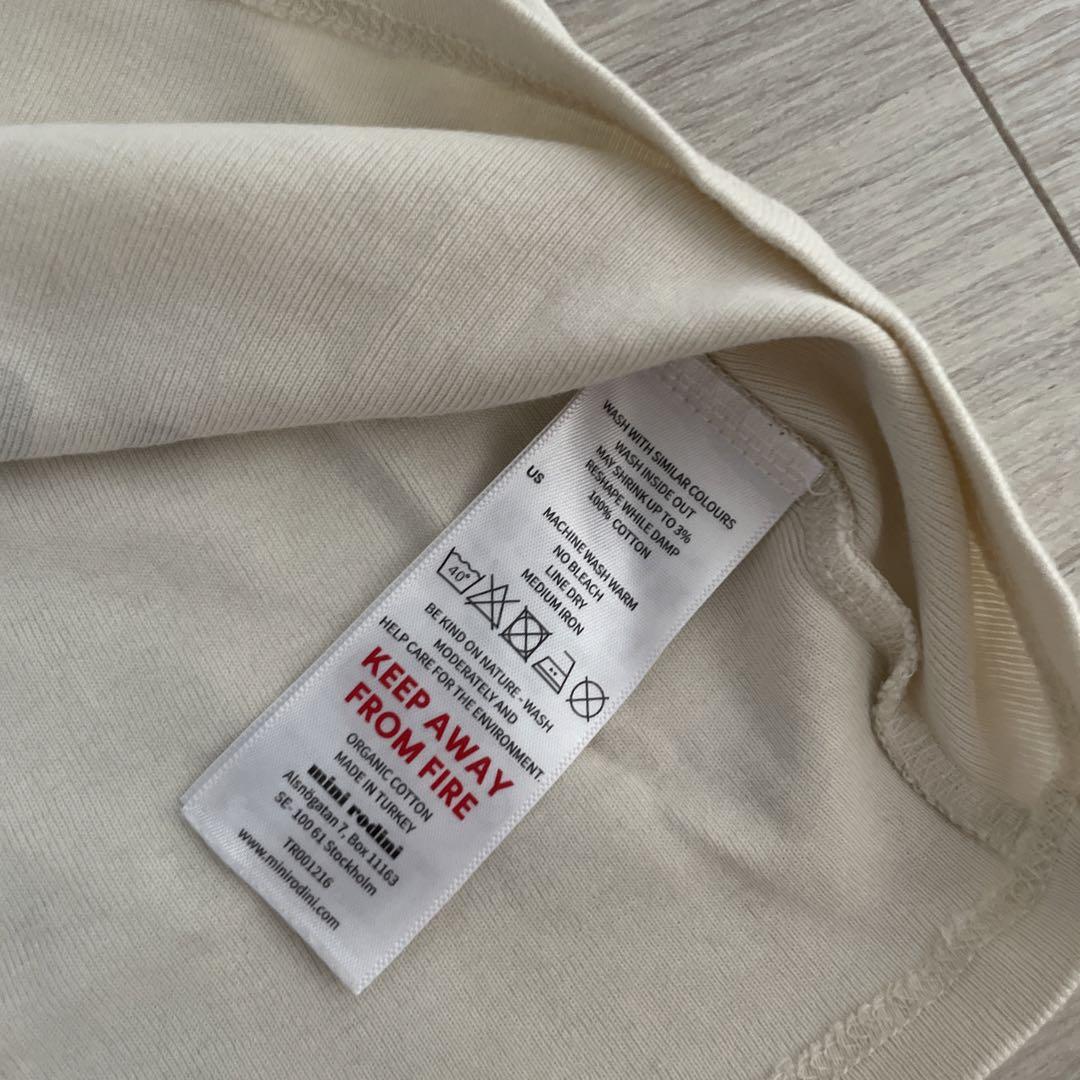 WASH WITH SIMILAR COLOURS
WASH INSIDE OUT
MAY SHRINK UP TO 3%
RESHAPE WHILE DAMP
100% COTTON
US
MACHINE WASH WARM
NO BLEACH
LINE DRY
MEDIUM IRON
40°
BE KIND ON NATURE - WASH
MODERATELY AND
HELP CARE FOR THE ENVIRONMENT.
KEEP AWAY
FROM FIRE
ORGANIC COTTON
MADE IN TURKEY
mini rodini
Alsnögatan 7, Box 11163
SE- 100 61 Stockholm
TR001216
www.minirodini.com